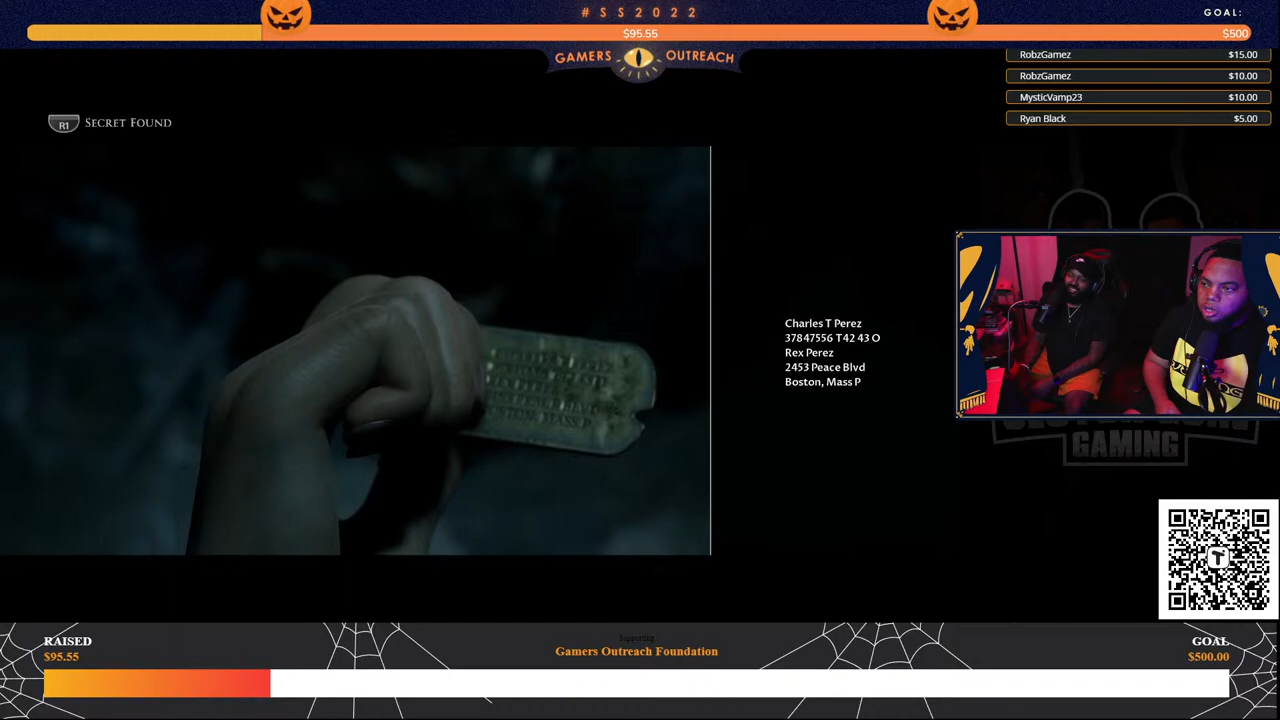 #SS2022
GOAL:
$95.55
$500
GAMERS OUTREACH
RobzGamez $15.00
RobzGamez $10.00
MysticVamp23 $10.00
Ryan Black $5.00
R1 SECRET FOUND
Charles T Perez
37847556 T42 43 O
Rex Perez
2453 Peace Blvd
Boston, Mass P
GAMING
T
RAISED
$95.55
Supporting
Gamers Outreach Foundation
GOAL
$500.00